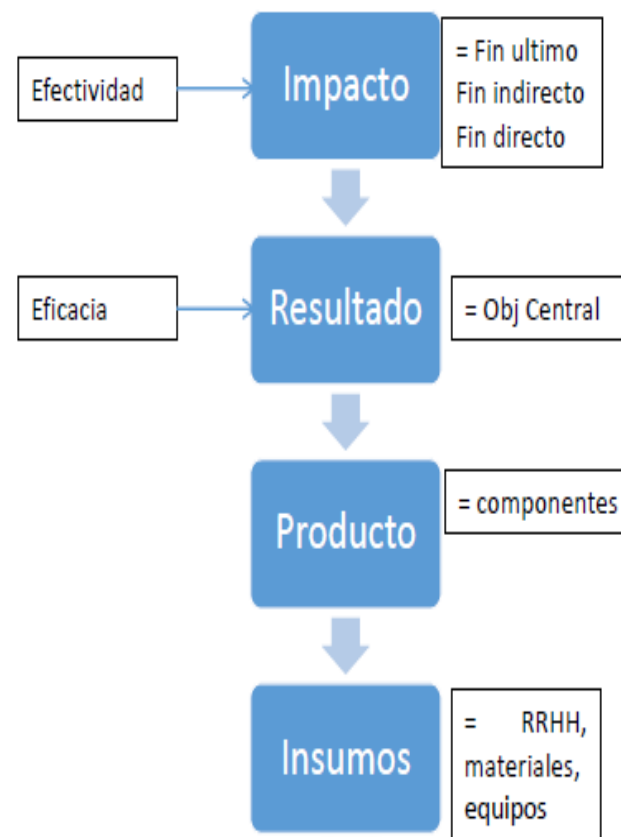 Efectividad
Impacto
= Fin ultimo
Fin indirecto
Fin directo
Eficacia
Resultado
= Obj Central
Producto
= componentes
Insumos
= RRHH,
materiales,
equipos